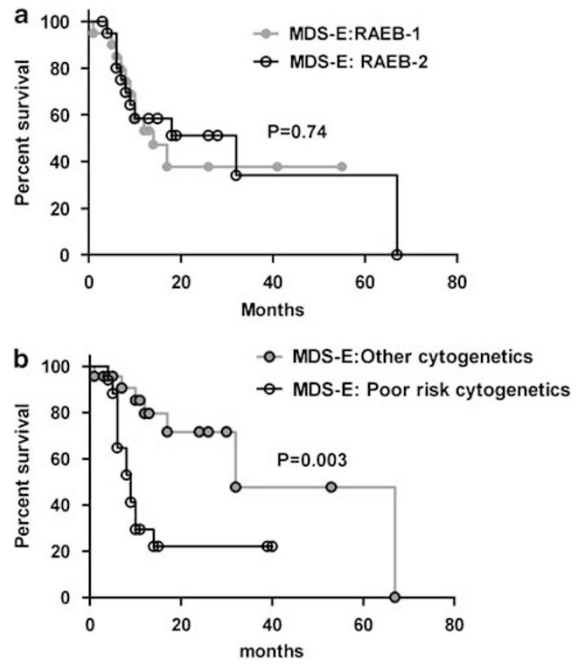 a
MDS-E:RAEB-1
MDS-E: RAEB-2
P=0.74
Percent survival
100
80
60
40
20
0
0 20 40 60 80
Months
b
MDS-E:Other cytogenetics
MDS-E: Poor risk cytogenetics
P=0.003
Percent survival
100
80
60
40
20
0
0 20 40 60 80
months